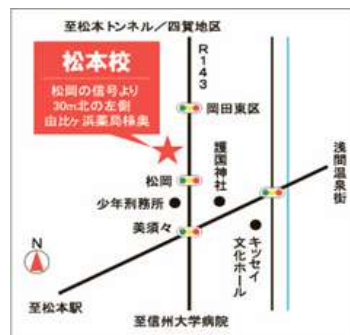 至松本トンネル／四賀地区
松本校
松岡の信号より
30m北の左側
由比ヶ浜薬局様奥
R143
岡田東区
護国神社
浅間温泉街
松岡
少年刑務所
美須々
キッセイ
文化ホール
N
至松本駅
至信州大学病院